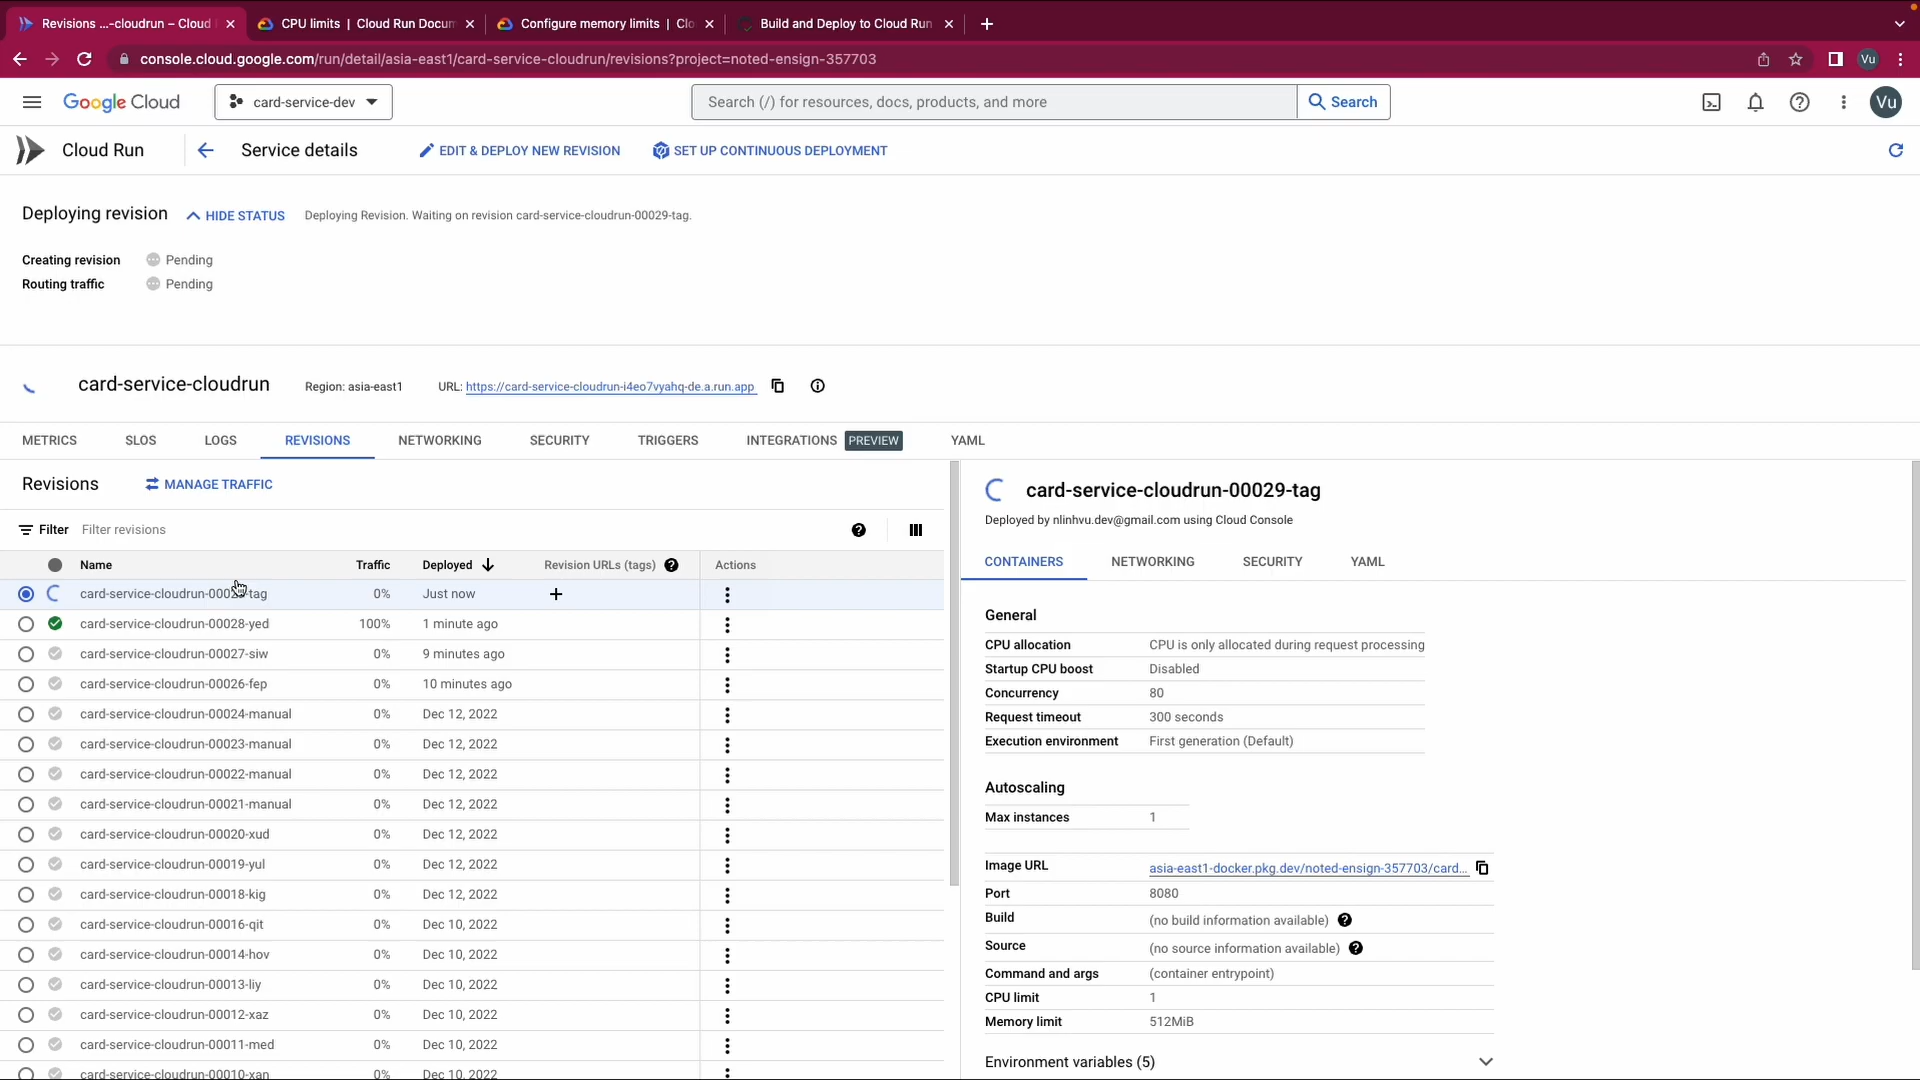 Revisions ...-cloudrun – Cloud
CPU limits | Cloud Run Docum
Configure memory limits | Clo
Build and Deploy to Cloud Run
console.cloud.google.com/run/detail/asia-east1/card-service-cloudrun/revisions?project=noted-ensign-357703
Vu
Google Cloud
card-service-dev
Search (/) for resources, docs, products, and more
Search
Vu
Cloud Run
Service details
EDIT & DEPLOY NEW REVISION
SET UP CONTINUOUS DEPLOYMENT
Deploying revision
HIDE STATUS
Deploying Revision. Waiting on revision card-service-cloudrun-00029-tag.
Creating revision Pending
Routing traffic Pending
card-service-cloudrun
Region: asia-east1
URL: https://card-service-cloudrun-i4eo7vyahq-de.a.run.app
METRICS SLOS LOGS REVISIONS NETWORKING SECURITY TRIGGERS INTEGRATIONS PREVIEW YAML
Revisions
MANAGE TRAFFIC
Filter Filter revisions
Name Traffic Deployed Revision URLs (tags) Actions
card-service-cloudrun-00029-tag 0% Just now
card-service-cloudrun-00028-yed 100% 1 minute ago
card-service-cloudrun-00027-siw 0% 9 minutes ago
card-service-cloudrun-00026-fep 0% 10 minutes ago
card-service-cloudrun-00024-manual 0% Dec 12, 2022
card-service-cloudrun-00023-manual 0% Dec 12, 2022
card-service-cloudrun-00022-manual 0% Dec 12, 2022
card-service-cloudrun-00021-manual 0% Dec 12, 2022
card-service-cloudrun-00020-xud 0% Dec 12, 2022
card-service-cloudrun-00019-yul 0% Dec 12, 2022
card-service-cloudrun-00018-kig 0% Dec 12, 2022
card-service-cloudrun-00016-qit 0% Dec 10, 2022
card-service-cloudrun-00014-hov 0% Dec 10, 2022
card-service-cloudrun-00013-liy 0% Dec 10, 2022
card-service-cloudrun-00012-xaz 0% Dec 10, 2022
card-service-cloudrun-00011-med 0% Dec 10, 2022
card-service-cloudrun-00010-xan 0% Dec 10, 2022
card-service-cloudrun-00029-tag
Deployed by nlinhvu.dev@gmail.com using Cloud Console
CONTAINERS NETWORKING SECURITY YAML
General
CPU allocation CPU is only allocated during request processing
Startup CPU boost Disabled
Concurrency 80
Request timeout 300 seconds
Execution environment First generation (Default)
Autoscaling
Max instances 1
Image URL asia-east1-docker.pkg.dev/noted-ensign-357703/card...
Port 8080
Build (no build information available)
Source (no source information available)
Command and args (container entrypoint)
CPU limit 1
Memory limit 512MiB
Environment variables (5)